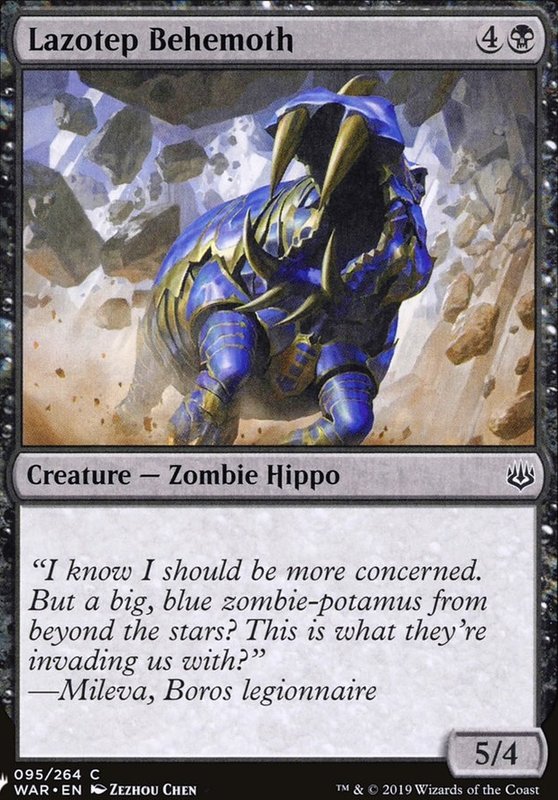 Lazotep Behemoth 4
Creature — Zombie Hippo
“I know I should be more concerned.
But a big, blue zombie-potamus from
beyond the stars? This is what they’re
invading us with?”
—Mileva, Boros legionnaire
5/4
095/264 C
WAR • EN Zezhou Chen
™ & © 2019 Wizards of the Coast